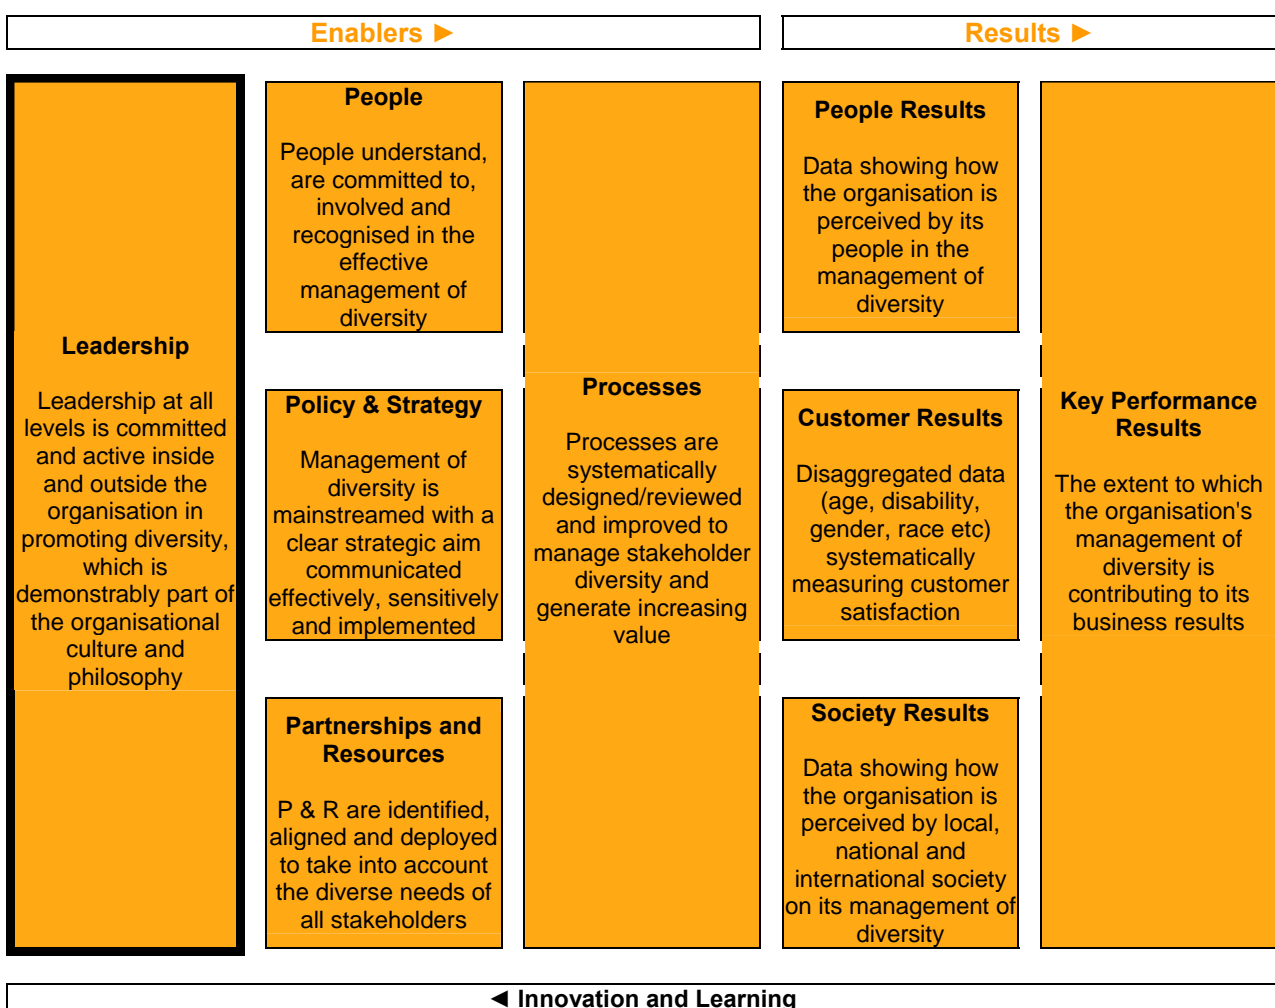 Enablers ►
Results ►
Leadership
Leadership at all
levels is committed
and active inside
and outside the
organisation in
promoting diversity,
which is
demonstrably part of
the organisational
culture and
philosophy
People
People understand,
are committed to,
involved and
recognised in the
effective
management of
diversity
Policy & Strategy
Management of
diversity is
mainstreamed with a
clear strategic aim
communicated
effectively, sensitively
and implemented
Partnerships and
Resources
P & R are identified,
aligned and deployed
to take into account
the diverse needs of
all stakeholders
Processes
Processes are
systematically
designed/reviewed
and improved to
manage stakeholder
diversity and
generate increasing
value
People Results
Data showing how
the organisation is
perceived by its
people in the
management of
diversity
Customer Results
Disaggregated data
(age, disability,
gender, race etc)
systematically
measuring customer
satisfaction
Society Results
Data showing how
the organisation is
perceived by local,
national and
international society
on its management of
diversity
Key Performance
Results
The extent to which
the organisation's
management of
diversity is
contributing to its
business results
◄ Innovation and Learning